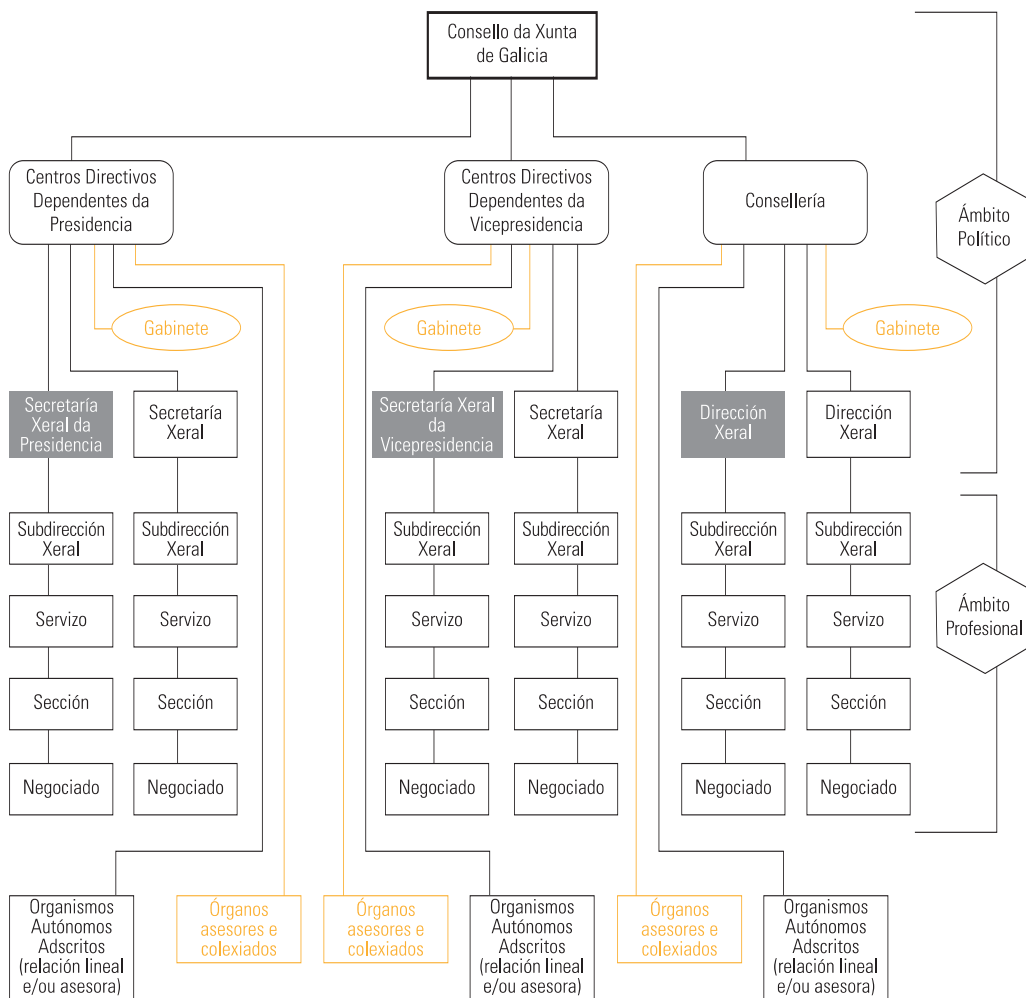 Consello da Xunta
de Galicia
Centros Directivos
Dependentes da
Presidencia
Centros Directivos
Dependentes da
Vicepresidencia
Consellería
Ámbito
Político
Gabinete
Gabinete
Gabinete
Secretaría
Xeral da
Presidencia
Secretaría
Xeral
Secretaría Xeral
da
Vicepresidencia
Secretaría
Xeral
Dirección
Xeral
Dirección
Xeral
Subdirección
Xeral
Subdirección
Xeral
Subdirección
Xeral
Subdirección
Xeral
Subdirección
Xeral
Subdirección
Xeral
Ámbito
Profesional
Servizo
Servizo
Servizo
Servizo
Servizo
Servizo
Sección
Sección
Sección
Sección
Sección
Sección
Negociado
Negociado
Negociado
Negociado
Negociado
Negociado
Organismos
Autónomos
Adscritos
(relación lineal
e/ou asesora)
Órganos
asesores e
colexiados
Órganos
asesores e
colexiados
Organismos
Autónomos
Adscritos
(relación lineal
e/ou asesora)
Órganos
asesores e
colexiados
Organismos
Autónomos
Adscritos
(relación lineal
e/ou asesora)